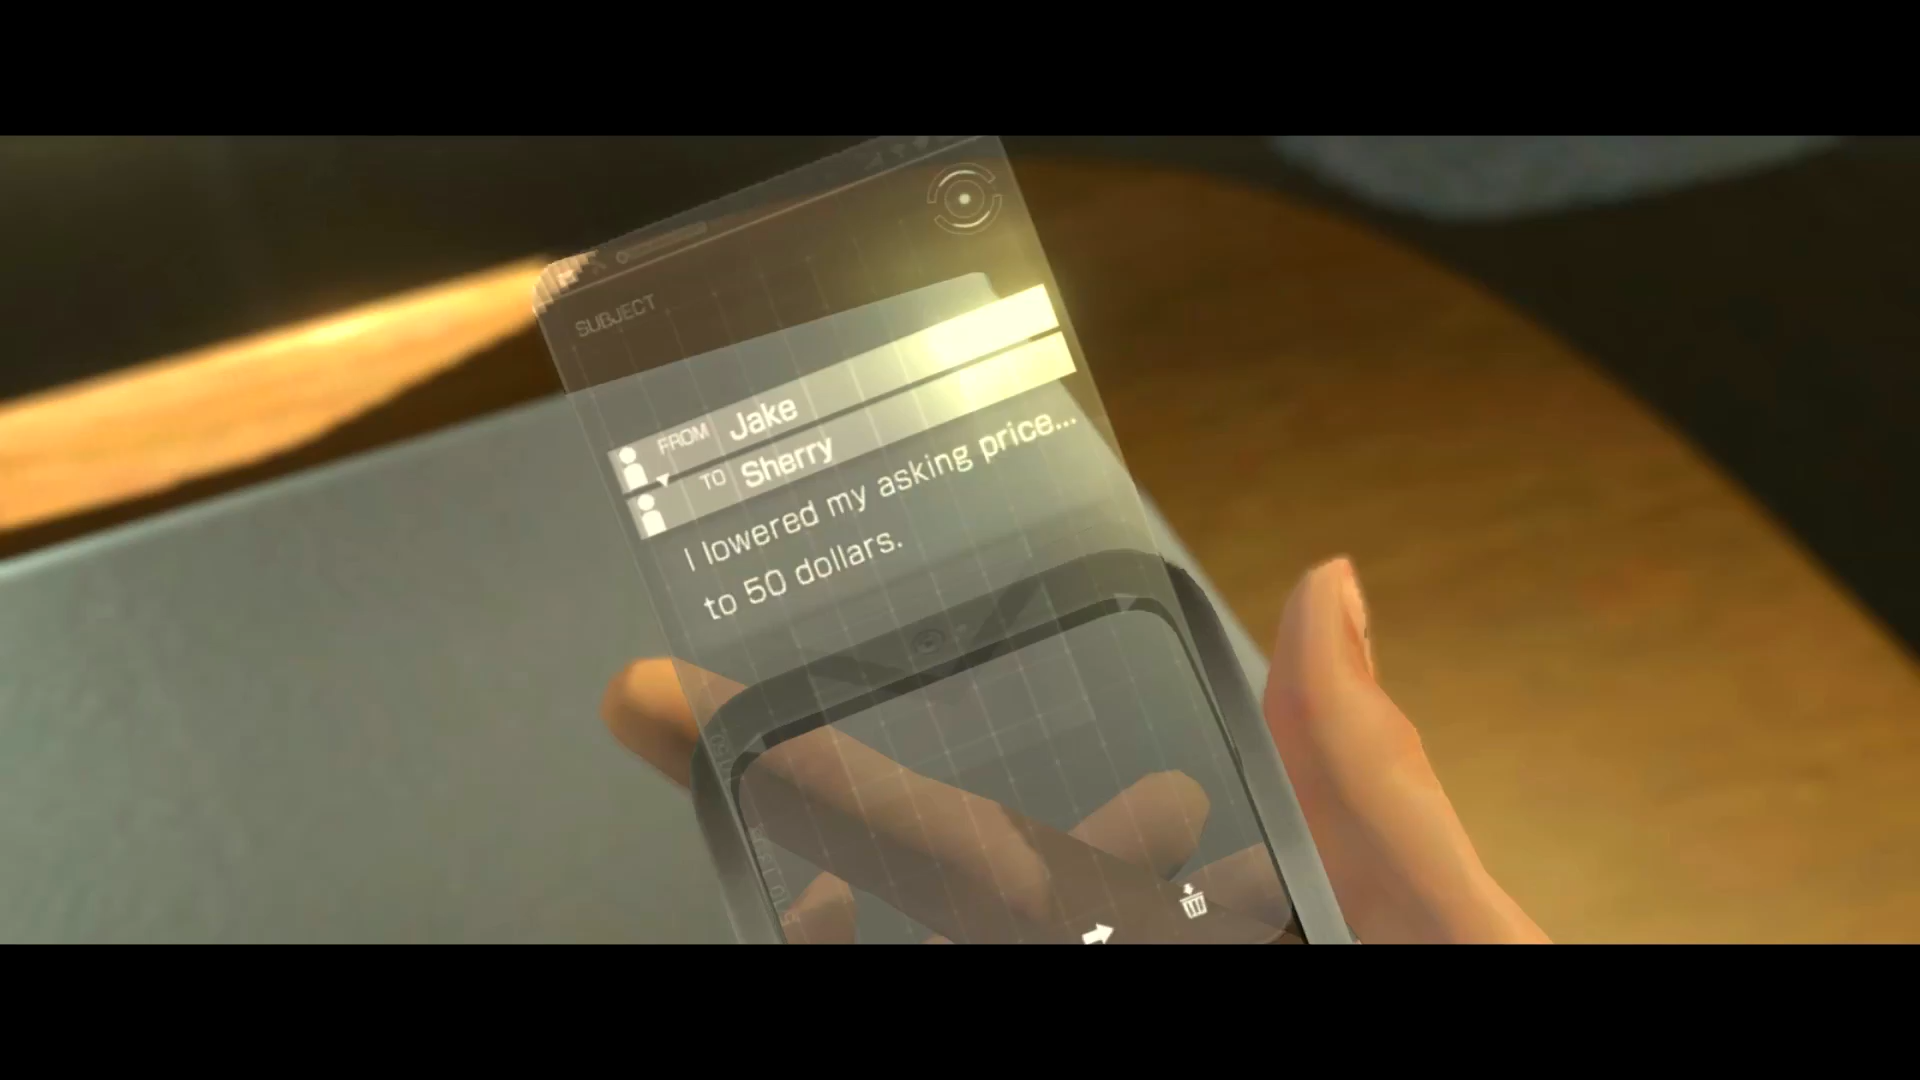 SUBJECT
FROM Jake
TO Sherry
I lowered my asking price...
to 50 dollars.